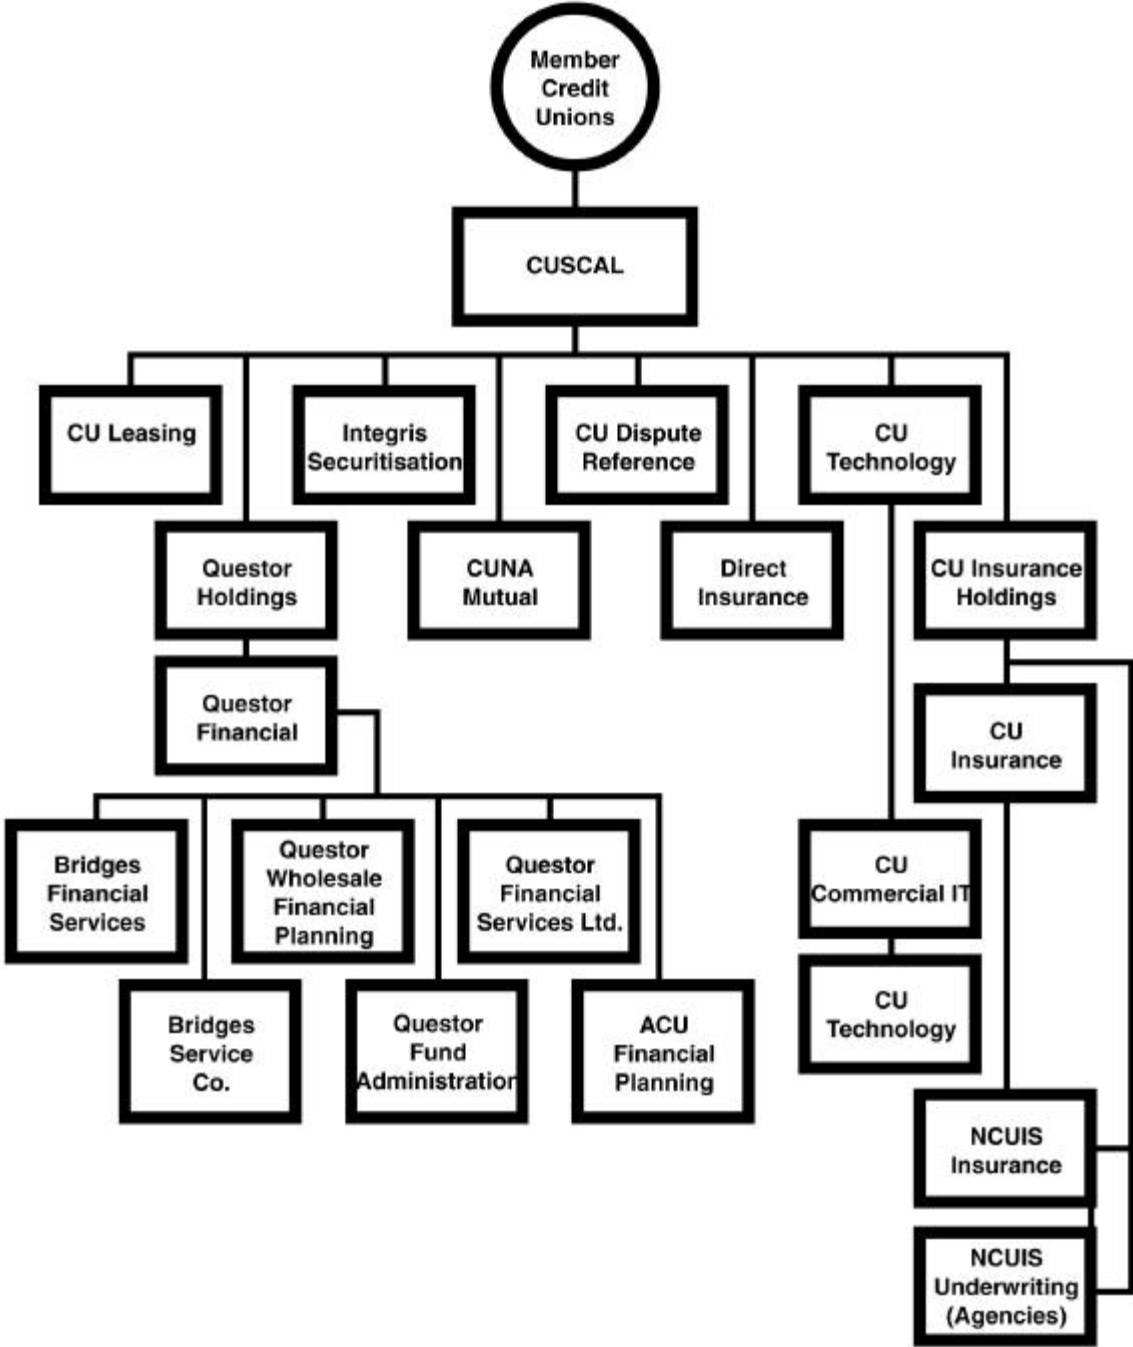 Member
Credit
Unions
CUSCAL
CU Leasing
Integris
Securitisation
CU Dispute
Reference
CU
Technology
Questor
Holdings
CUNA
Mutual
Direct
Insurance
CU Insurance
Holdings
Questor
Financial
CU
Insurance
Bridges
Financial
Services
Questor
Wholesale
Financial
Planning
Questor
Financial
Services Ltd.
CU
Commercial IT
Bridges
Service
Co.
Questor
Fund
Administration
ACU
Financial
Planning
CU
Technology
NCUIS
Insurance
NCUIS
Underwriting
(Agencies)